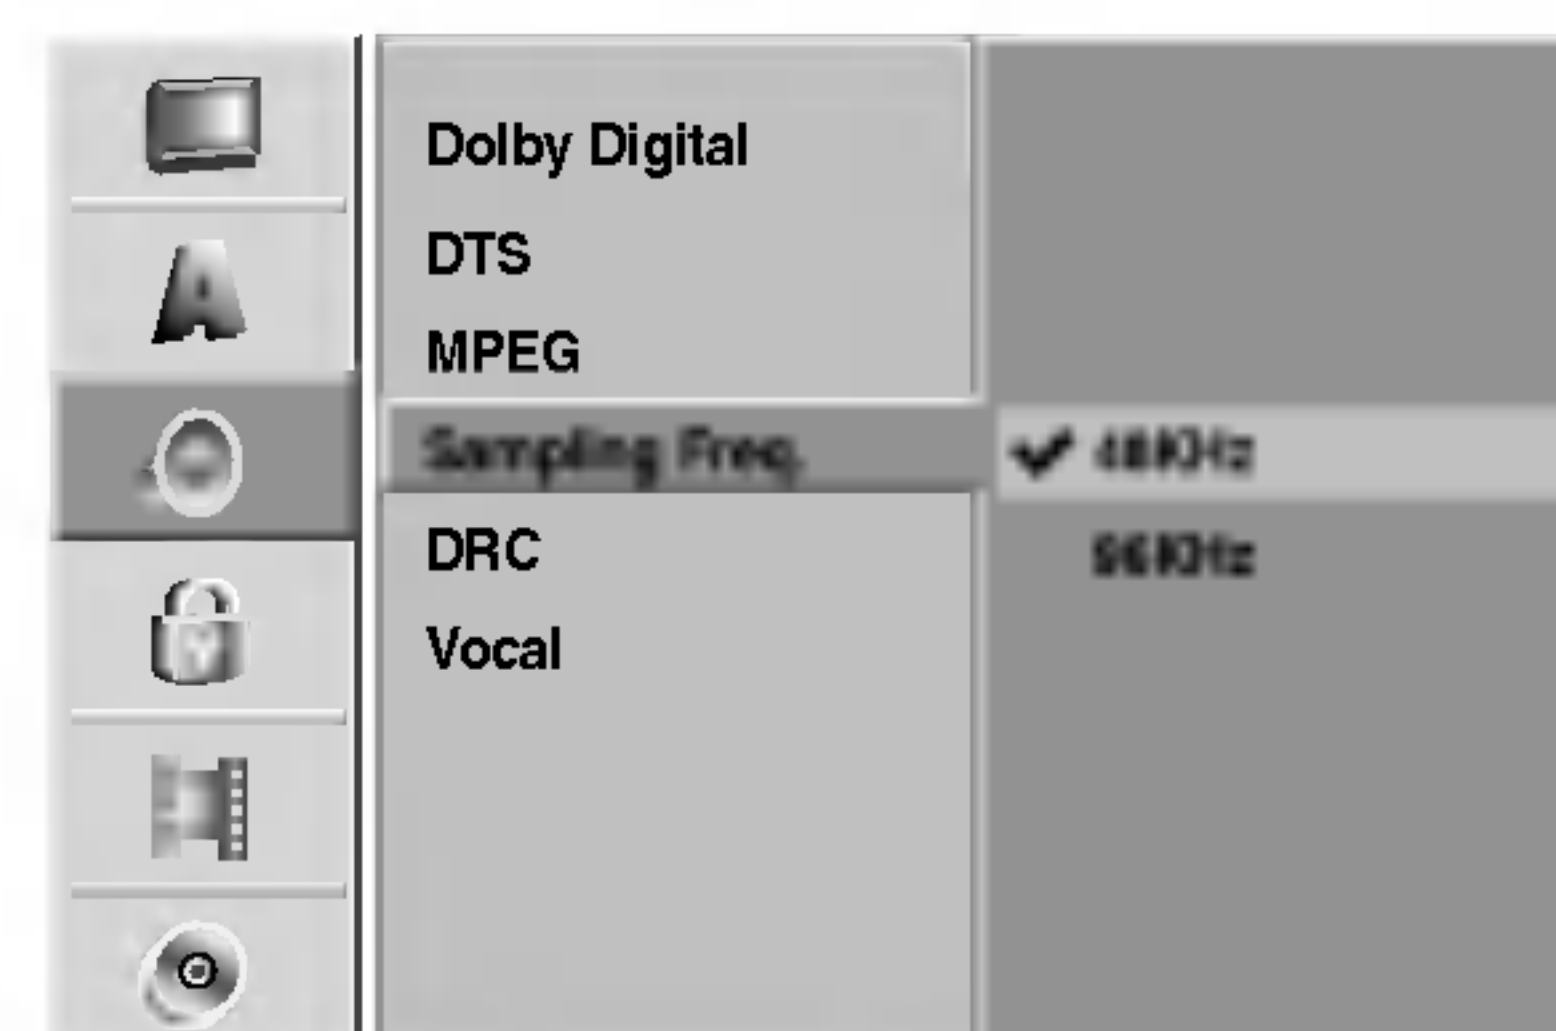 Dolby Digital
DTS
MPEG
Sampling Freq.
48KHz
DRC
96KHz
Vocal